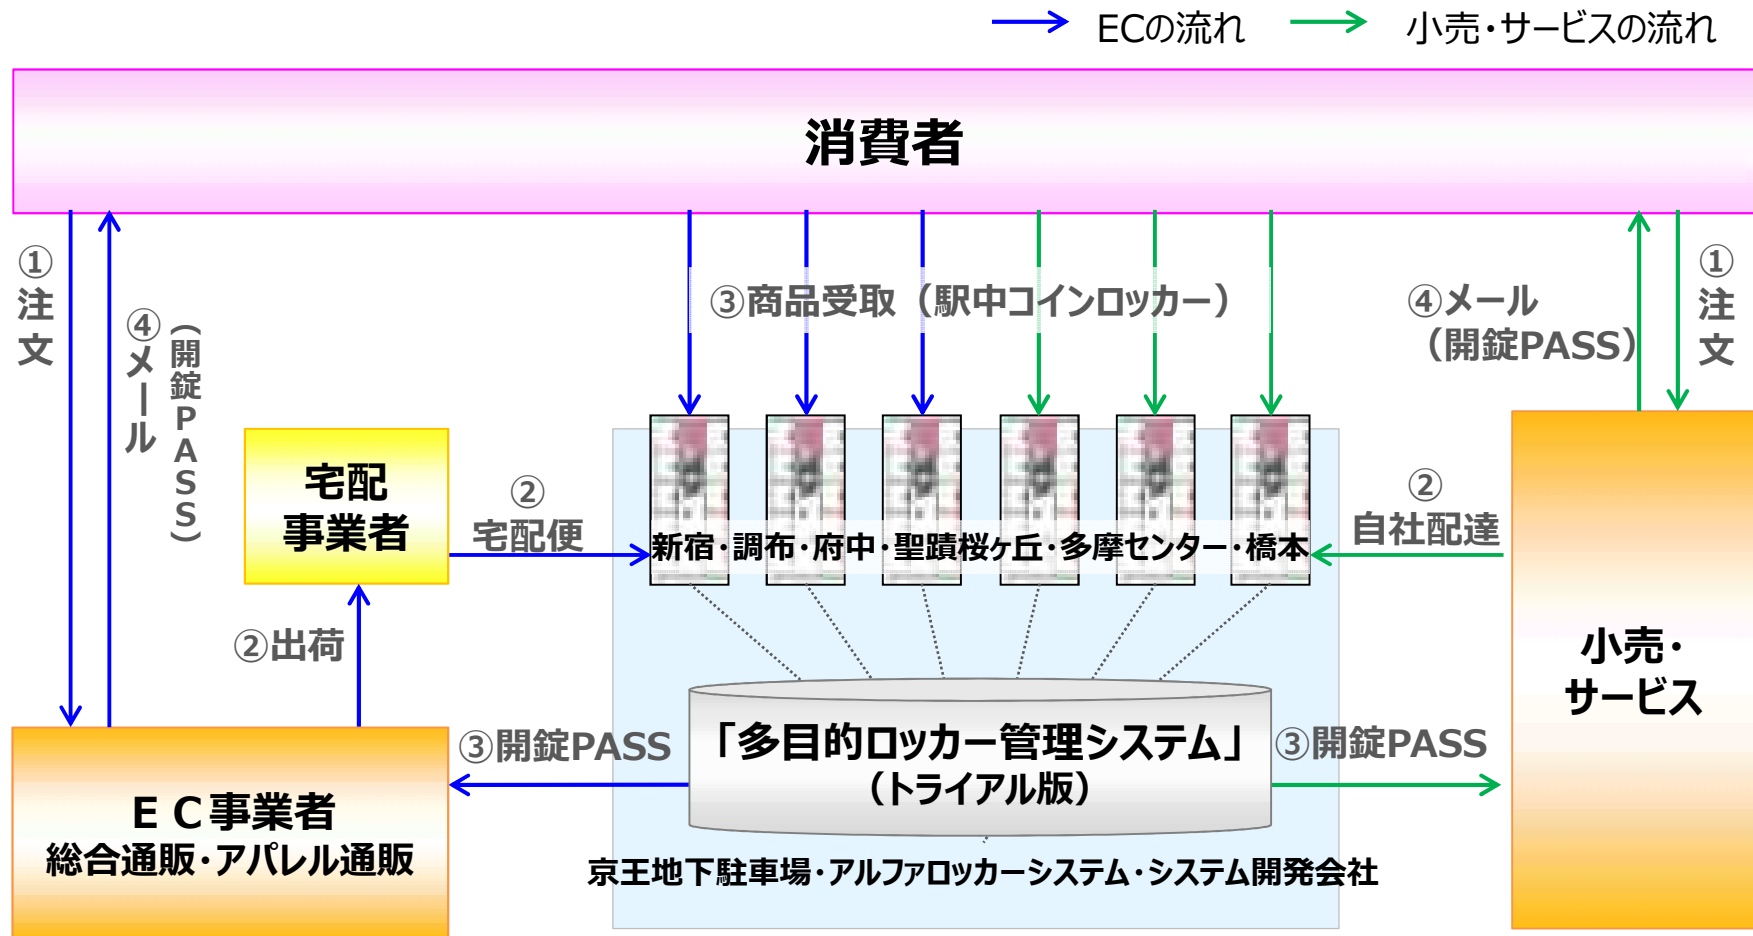 ECの流れ
小売・サービスの流れ
消費者
①注文
④メール
(開錠PASS)
③商品受取（駅中コインロッカー）
④メール
（開錠PASS）
①注文
宅配
事業者
②
宅配便
新宿・調布・府中・聖蹟桜ヶ丘・多摩センター・橋本
②
自社配達
②出荷
小売・
サービス
③開錠PASS
「多目的ロッカー管理システム」
（トライアル版）
③開錠PASS
ＥＣ事業者
総合通販・アパレル通販
京王地下駐車場・アルファロッカーシステム・システム開発会社